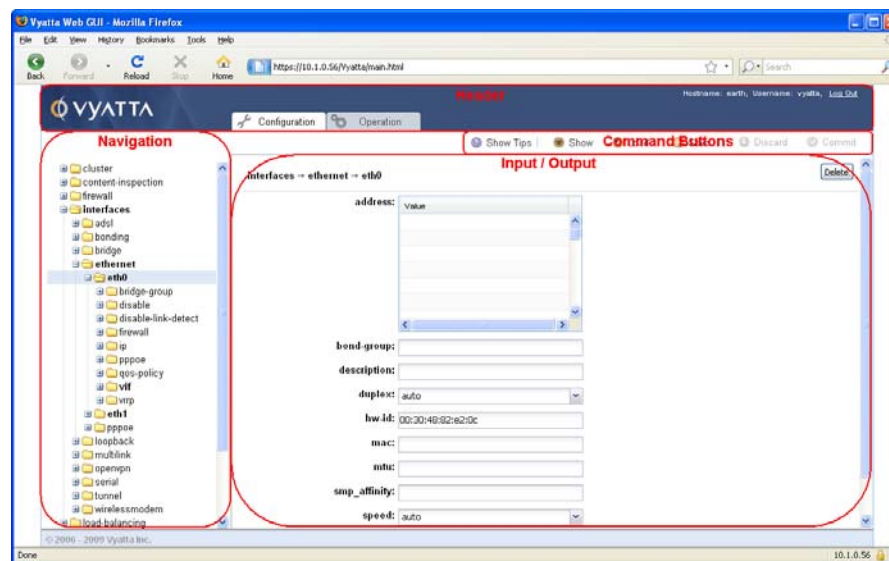 Vyatta Web GUI - Mozilla Firefox
File Edit View History Bookmarks Tools Help
Back Forward Reload Stop Home https://10.1.0.56/Vyatta/main.html Search
Header
Hostname: earth, Username: vyatta, Log Out
VYATTA
Configuration Operation
Navigation
Show Tips Show Command Buttons Discard Commit
Input / Output
interfaces → ethernet → eth0 Delete
cluster
content-inspection
firewall
interfaces
adsl
bonding
bridge
ethernet
eth0
bridge-group
disable
disable-link-detect
firewall
ip
pppoe
qos-policy
vif
vrrp
eth1
pppoe
loopback
multilink
openvpn
serial
tunnel
wirelessmodem
load-balancing
address: Value
bond-group:
description:
duplex: auto
hw-id: 00:30:48:82:e2:0c
mac:
mtu:
smp_affinity:
speed: auto
© 2006 - 2009 Vyatta Inc.
Done 10.1.0.56